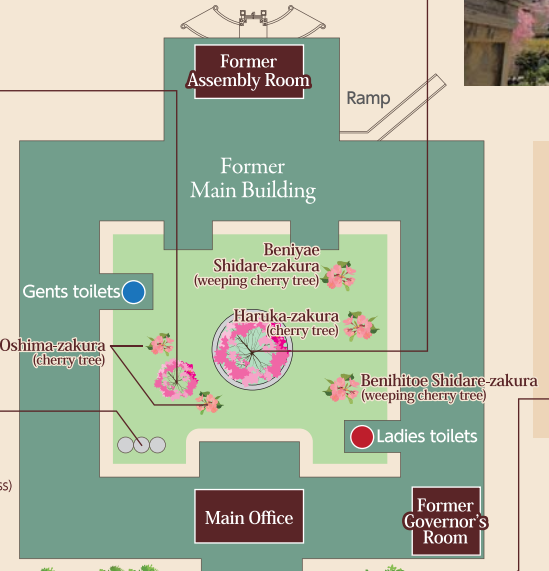 Former
Assembly Room
Ramp
Former
Main Building
Beniyae
Shidare-zakura
(weeping cherry tree)
Gents toilets
Haruka-zakura
(cherry tree)
Oshima-zakura
(cherry tree)
Benihitoe Shidare-zakura
(weeping cherry tree)
Ladies toilets
ss)
Main Office
Former
Governor's
Room